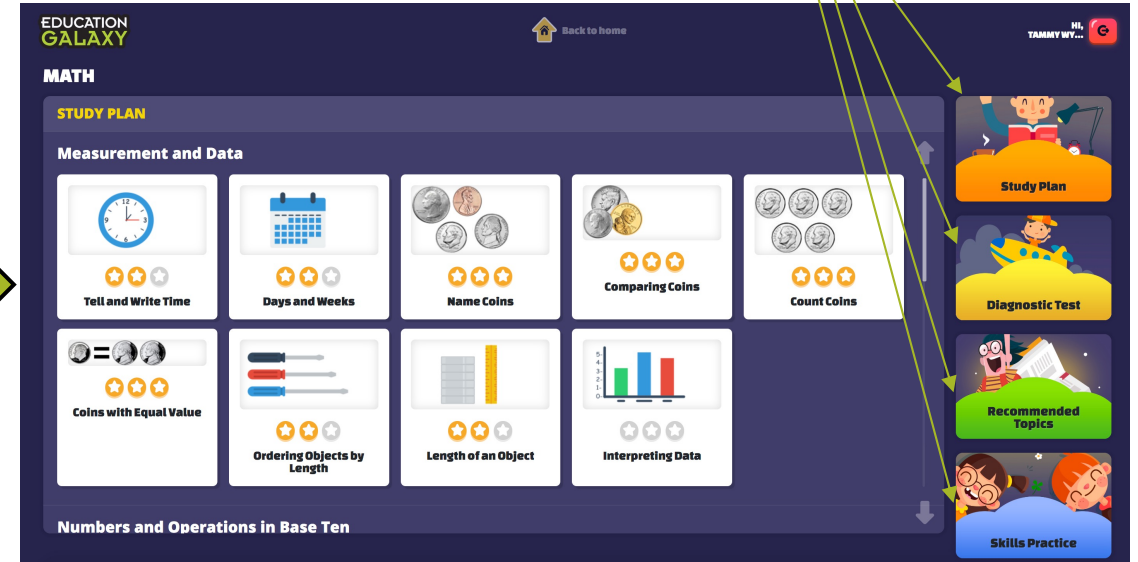 EDUCATION
GALAXY
Back to home
HI,
TAMMY WY...
MATH
STUDY PLAN
Measurement and Data
Tell and Write Time
Days and Weeks
Name Coins
Comparing Coins
Count Coins
Coins with Equal Value
Ordering Objects by
Length
Length of an Object
Interpreting Data
Numbers and Operations in Base Ten
Study Plan
Diagnostic Test
Recommended
Topics
Skills Practice